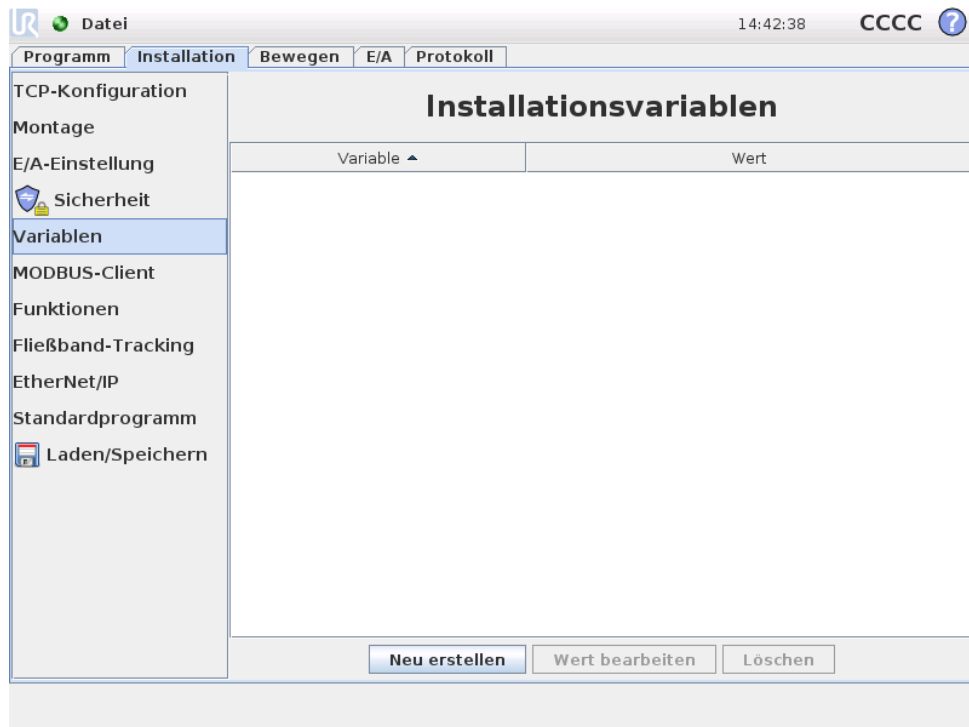 UR Datei 14:42:38 CCCC ?
Programm Installation Bewegen E/A Protokoll
TCP-Konfiguration
Montage
E/A-Einstellung
Sicherheit
Variablen
MODBUS-Client
Funktionen
Fließband-Tracking
EtherNet/IP
Standardprogramm
Laden/Speichern
Installationsvariablen
Variable Wert
Neu erstellen Wert bearbeiten Löschen